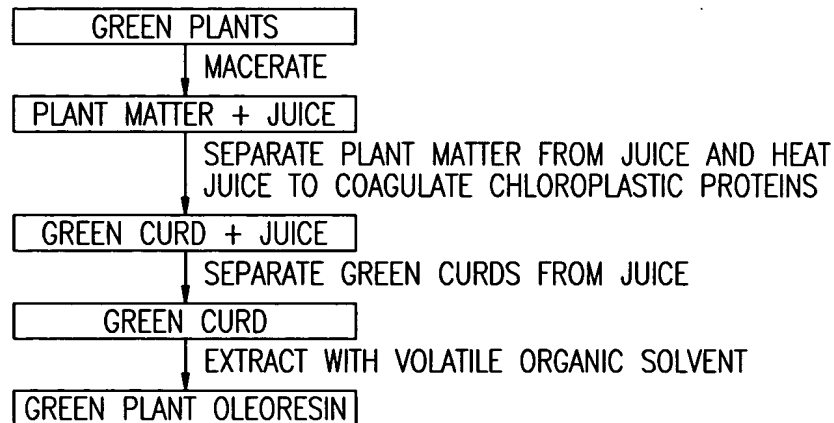 GREEN PLANTS
MACERATE
PLANT MATTER + JUICE
SEPARATE PLANT MATTER FROM JUICE AND HEAT
JUICE TO COAGULATE CHLOROPLASTIC PROTEINS
GREEN CURD + JUICE
SEPARATE GREEN CURDS FROM JUICE
GREEN CURD
EXTRACT WITH VOLATILE ORGANIC SOLVENT
GREEN PLANT OLEORESIN